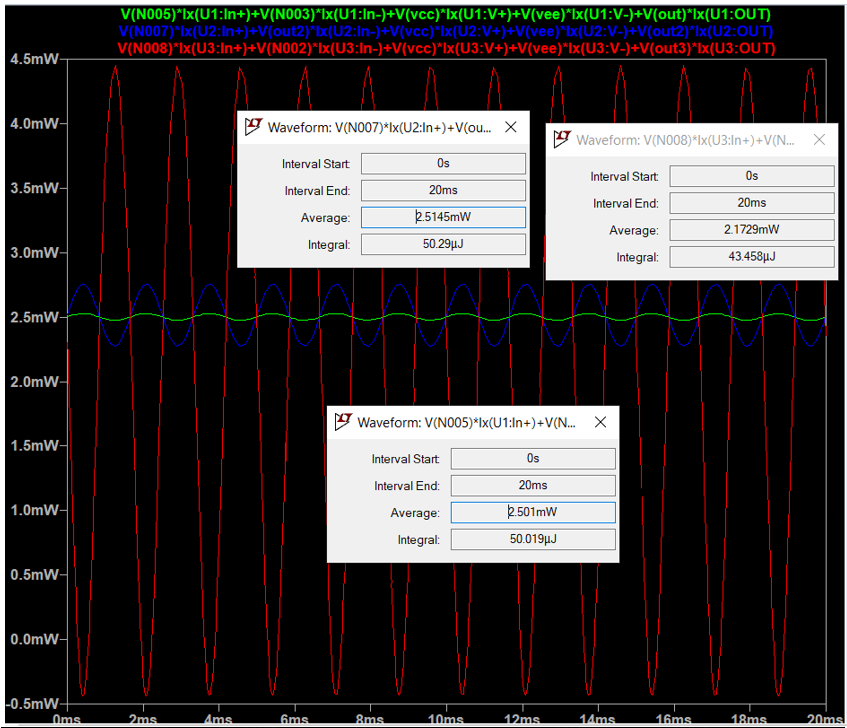 V(N005)*Ix(U1:In+)+V(N003)*Ix(U1:In-)+V(vcc)*Ix(U1:V+)+V(vee)*Ix(U1:V-)+V(out)*Ix(U1:OUT)
V(N007)*Ix(U2:In+)+V(out2)*Ix(U2:In-)+V(vcc)*Ix(U2:V+)+V(vee)*Ix(U2:V-)+V(out2)*Ix(U2:OUT)
V(N008)*Ix(U3:In+)+V(N002)*Ix(U3:In-)+V(vcc)*Ix(U3:V+)+V(vee)*Ix(U3:V-)+V(out3)*Ix(U3:OUT)
4.5mW
4.0mW
3.5mW
3.0mW
2.5mW
2.0mW
1.5mW
1.0mW
0.5mW
0.0mW
-0.5mW
Waveform: V(N007)*Ix(U2:In+)+V(ou...
Interval Start: 0s
Interval End: 20ms
Average: 2.5145mW
Integral: 50.29µJ
Waveform: V(N008)*Ix(U3:In+)+V(N...
Interval Start: 0s
Interval End: 20ms
Average: 2.1729mW
Integral: 43.458µJ
Waveform: V(N005)*Ix(U1:In+)+V(N...
Interval Start: 0s
Interval End: 20ms
Average: 2.501mW
Integral: 50.019µJ
0ms 2ms 4ms 6ms 8ms 10ms 12ms 14ms 16ms 18ms 20ms